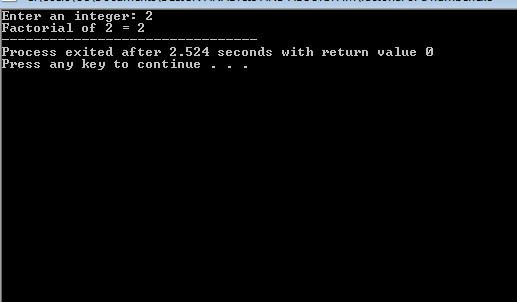 Enter an integer: 2
Factorial of 2 = 2
--------------------------------
Process exited after 2.524 seconds with return value 0
Press any key to continue . . .